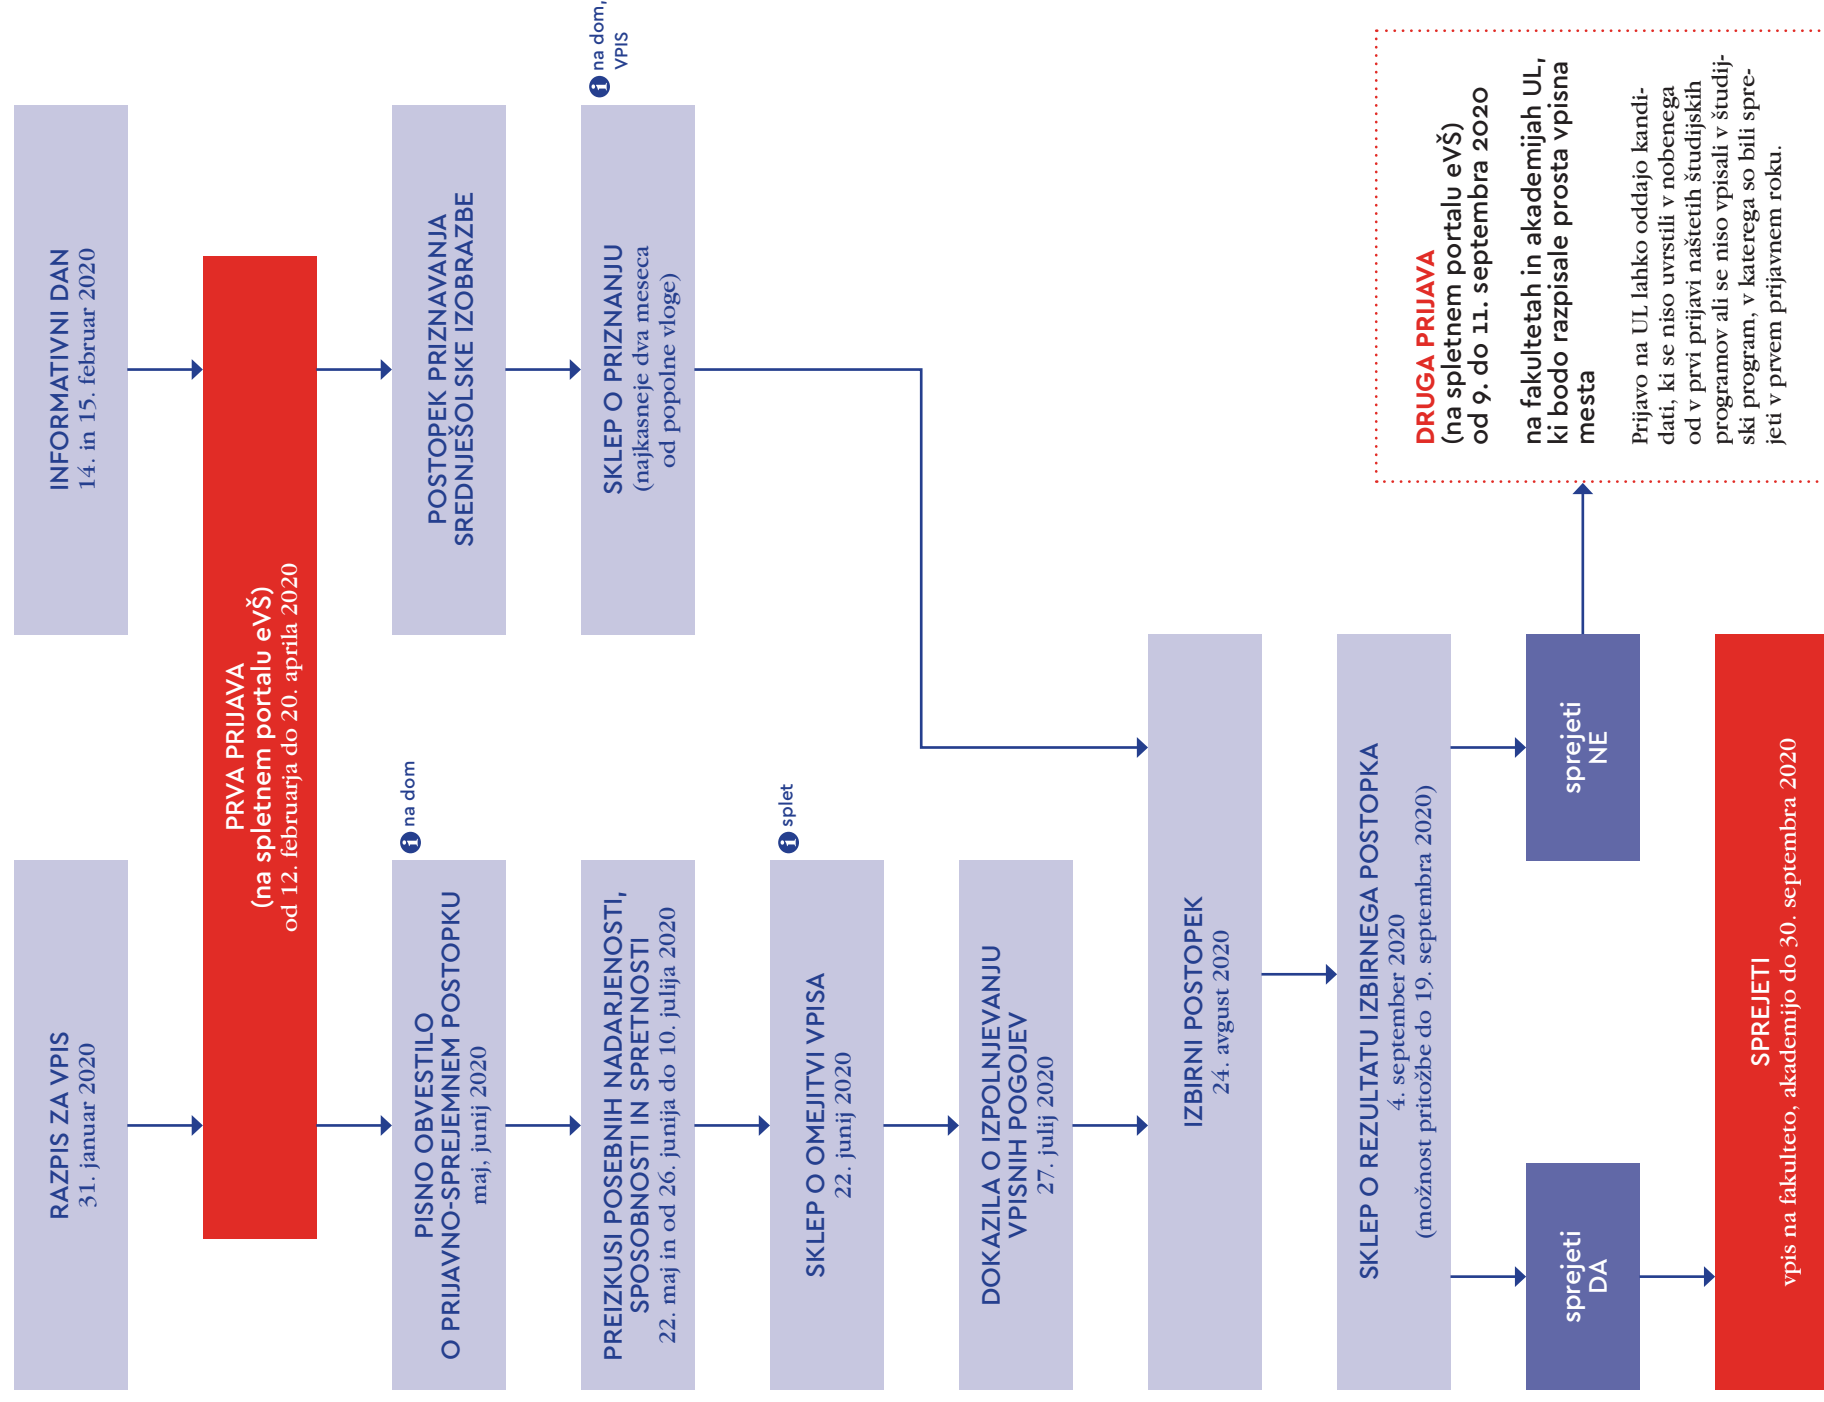 RAZPIS ZA VPIS
31. januar 2020
INFORMATIVNI DAN
14. in 15. februar 2020
PRVA PRIJAVA
(na spletnem portalu eVŠ)
od 12. februarja do 20. aprila 2020
PISNO OBVESTILO
O PRIJAVNO-SPREJEMNEM POSTOPKU
maj, junij 2020
i na dom
POSTOPEK PRIZNAVANJA
SREDNJEŠOLSKE IZOBRAZBE
PREIZKUSI POSEBNIH NADARJENOSTI,
SPOSOBNOSTI IN SPRETNOSTI
22. maj in od 26. junija do 10. julija 2020
SKLEP O PRIZNANJU
(najkasneje dva meseca
od popolne vloge)
i na dom,
VPIS
SKLEP O OMEJITVI VPISA
22. junij 2020
i splet
DOKAZILA O IZPOLNJEVANJU
VPISNIH POGOJEV
27. julij 2020
IZBIRNI POSTOPEK
24. avgust 2020
SKLEP O REZULTATU IZBIRNEGA POSTOPKA
4. september 2020
(možnost pritožbe do 19. septembra 2020)
sprejeti
DA
sprejeti
NE
SPREJETI
vpis na fakulteto, akademijo do 30. septembra 2020
DRUGA PRIJAVA
(na spletnem portalu eVŠ)
od 9. do 11. septembra 2020
na fakultetah in akademijah UL,
ki bodo razpisale prosta vpisna
mesta
Prijavo na UL lahko oddajo kandi-
dati, ki se niso uvrstili v nobenega
od v prvi prijavi naštetih študijskih
programov ali se niso vpisali v študij-
ski program, v katerega so bili spre-
jeti v prvem prijavnem roku.